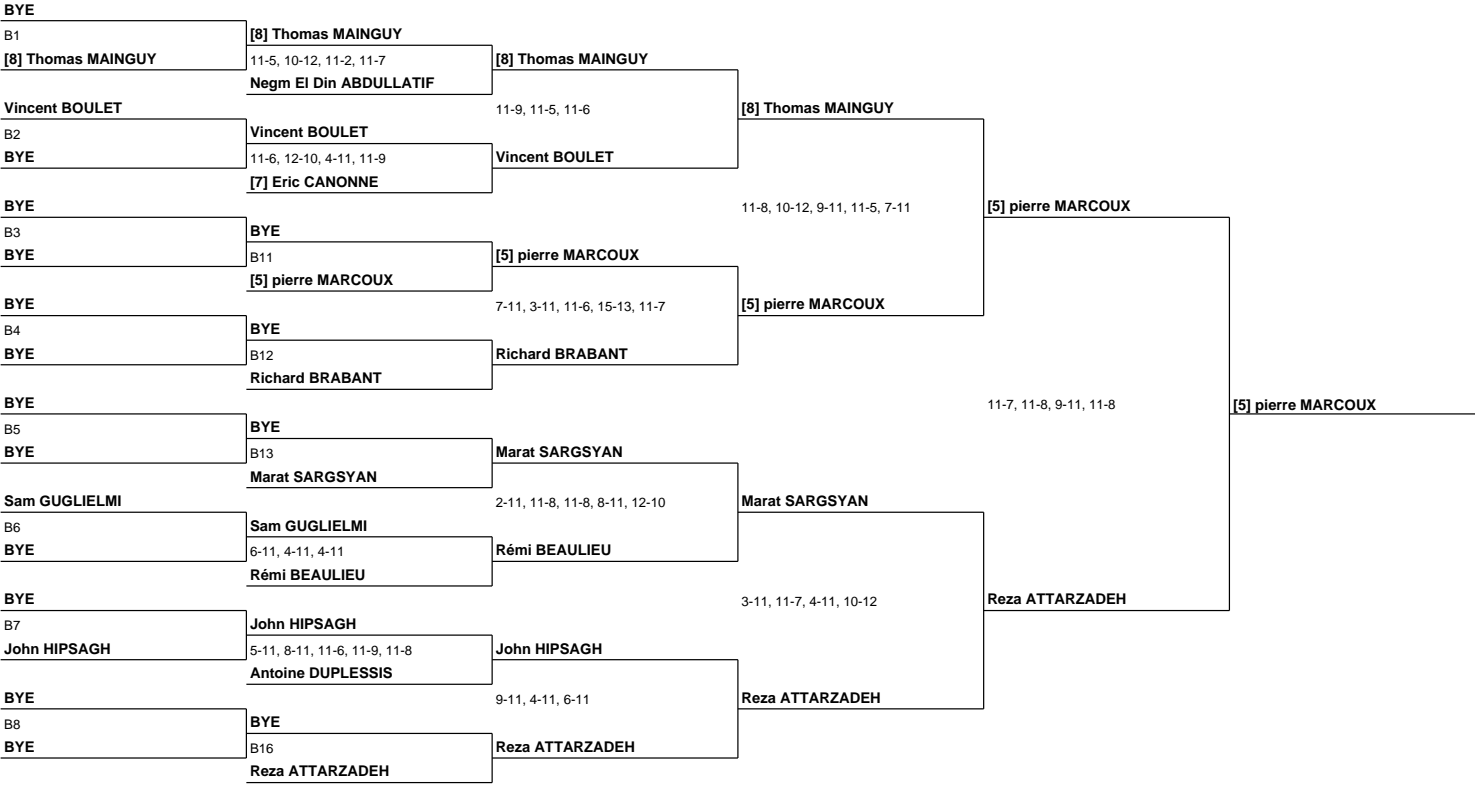 BYE
B1
[8] Thomas MAINGUY
Vincent BOULET
B2
BYE
BYE
B3
BYE
BYE
B4
BYE
BYE
B5
BYE
Sam GUGLIELMI
B6
BYE
BYE
B7
John HIPSAGH
BYE
B8
BYE
[8] Thomas MAINGUY
11-5, 10-12, 11-2, 11-7
Negm El Din ABDULLATIF
Vincent BOULET
11-6, 12-10, 4-11, 11-9
[7] Eric CANONNE
BYE
B11
[5] pierre MARCOUX
BYE
B12
Richard BRABANT
BYE
B13
Marat SARGSYAN
Sam GUGLIELMI
6-11, 4-11, 4-11
Rémi BEAULIEU
John HIPSAGH
5-11, 8-11, 11-6, 11-9, 11-8
Antoine DUPLESSIS
BYE
B16
Reza ATTARZADEH
[8] Thomas MAINGUY
11-9, 11-5, 11-6
Vincent BOULET
[5] pierre MARCOUX
7-11, 3-11, 11-6, 15-13, 11-7
Richard BRABANT
Marat SARGSYAN
2-11, 11-8, 11-8, 8-11, 12-10
Rémi BEAULIEU
John HIPSAGH
9-11, 4-11, 6-11
Reza ATTARZADEH
[8] Thomas MAINGUY
11-8, 10-12, 9-11, 11-5, 7-11
[5] pierre MARCOUX
Marat SARGSYAN
3-11, 11-7, 4-11, 10-12
Reza ATTARZADEH
[5] pierre MARCOUX
11-7, 11-8, 9-11, 11-8
Reza ATTARZADEH
[5] pierre MARCOUX